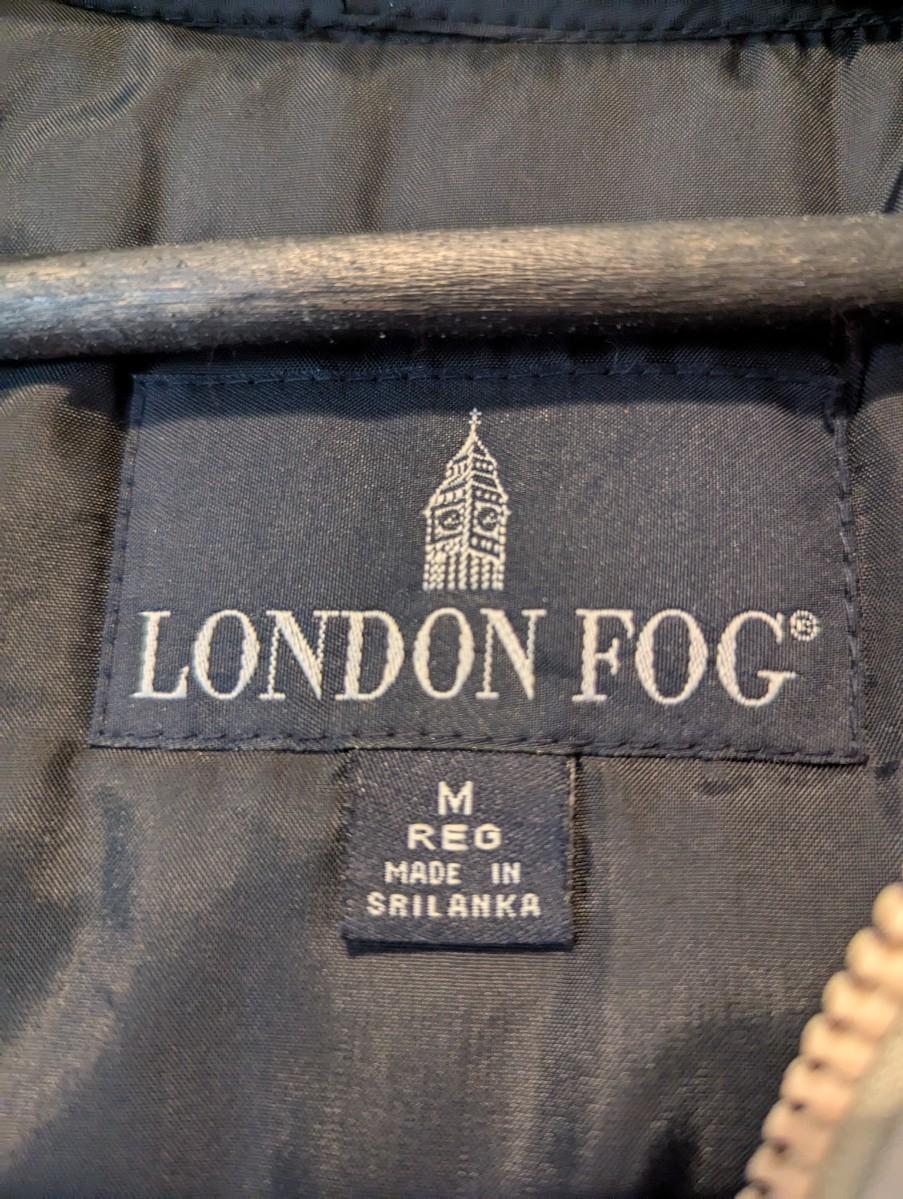 LONDON FOG®
M
REG
MADE IN
SRILANKA